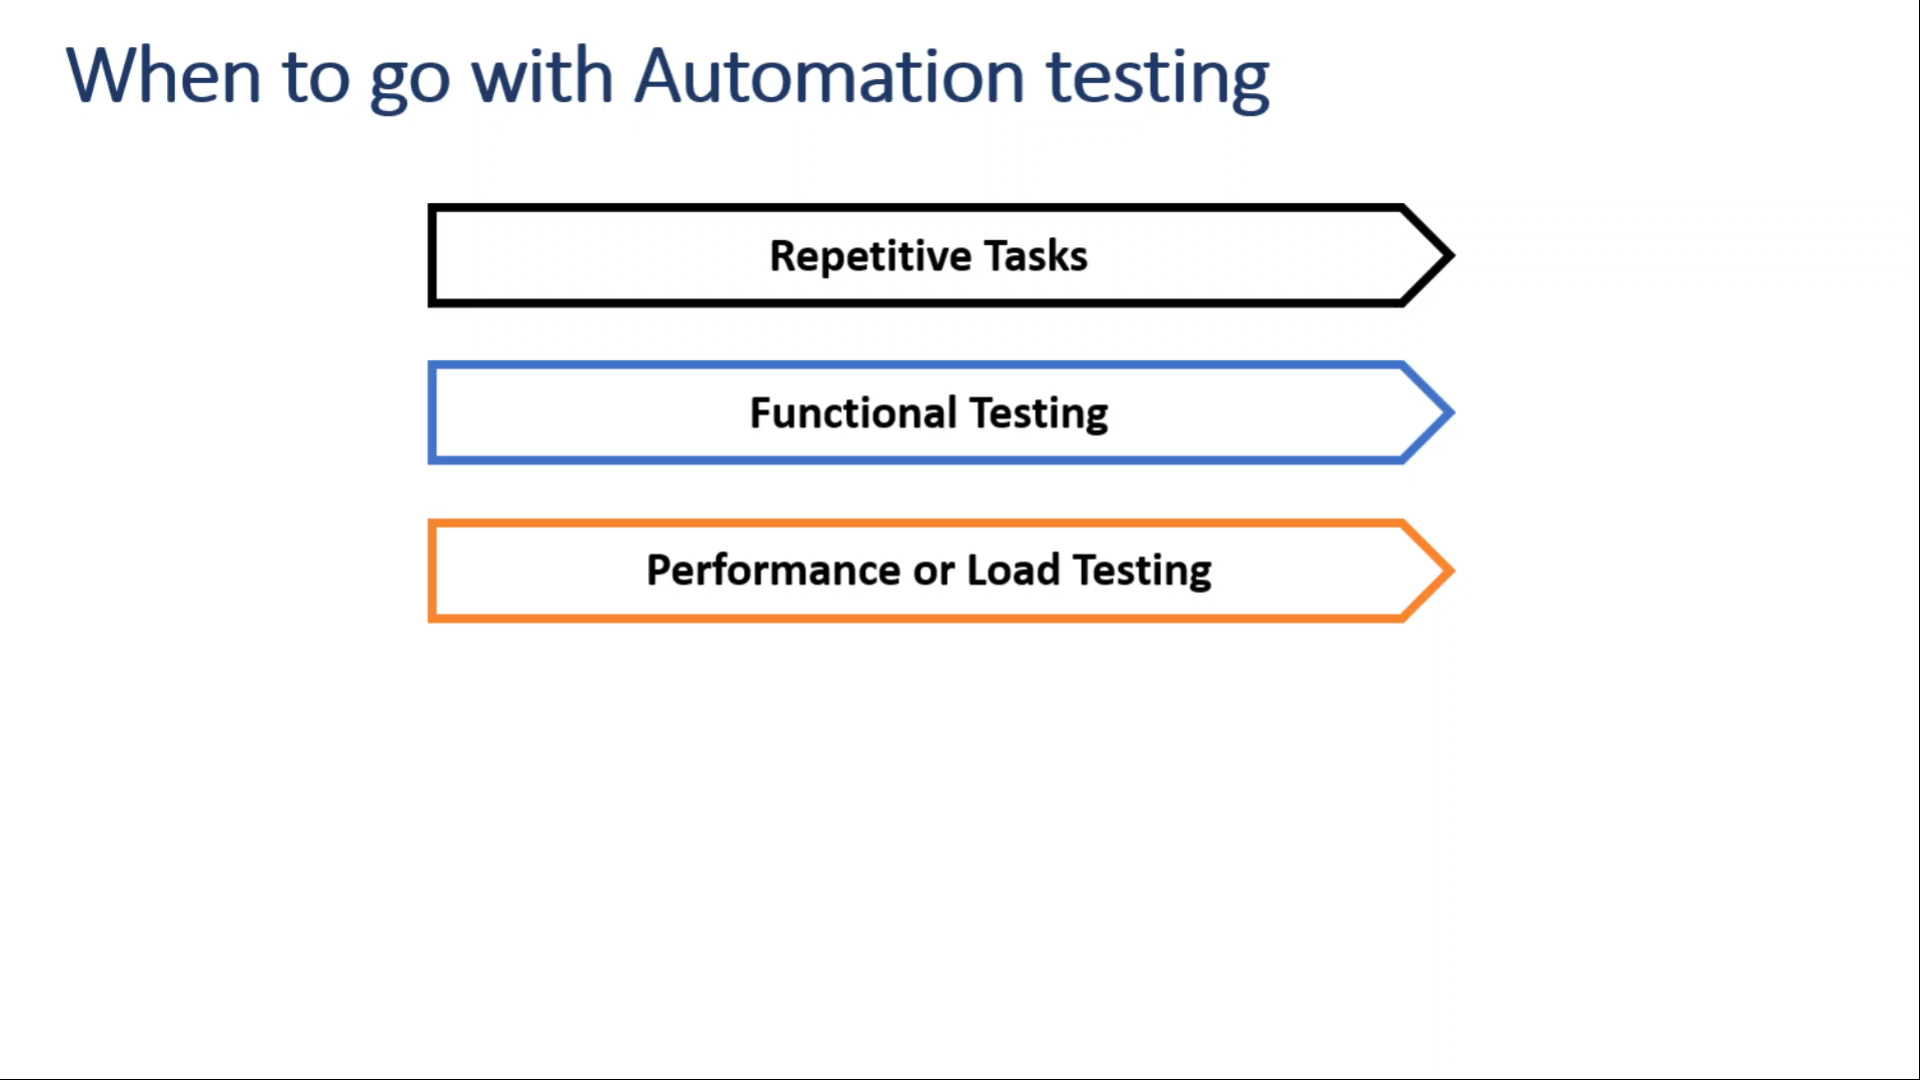 When to go with Automation testing
Repetitive Tasks
Functional Testing
Performance or Load Testing